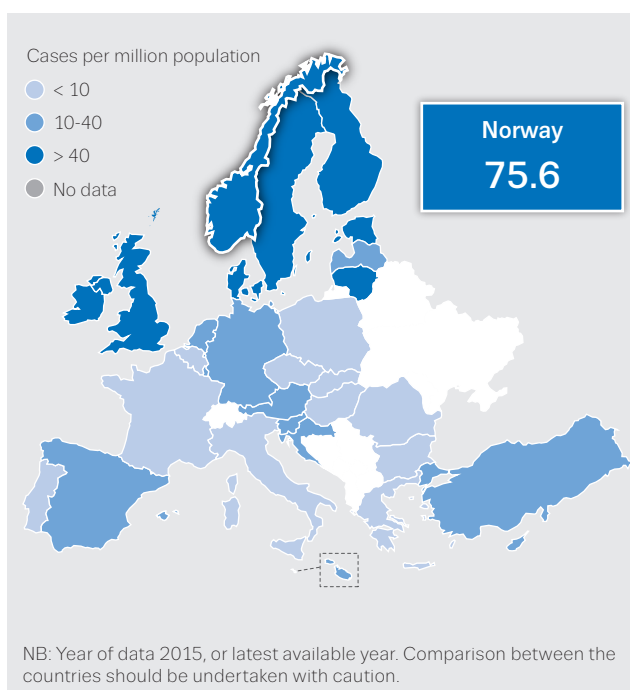 Cases per million population
< 10
10-40
> 40
No data
Norway
75.6
NB: Year of data 2015, or latest available year. Comparison between the
countries should be undertaken with caution.